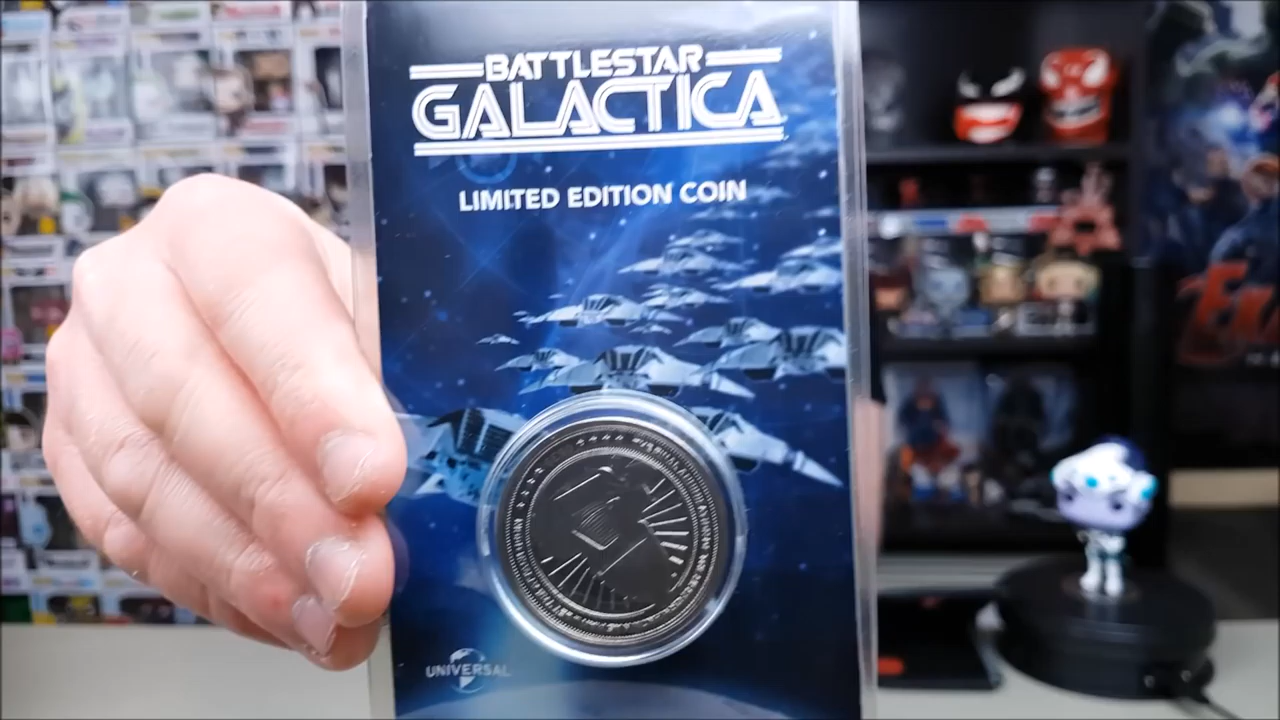 BATTLESTAR
GALACTICA
LIMITED EDITION COIN
UNIVERSAL